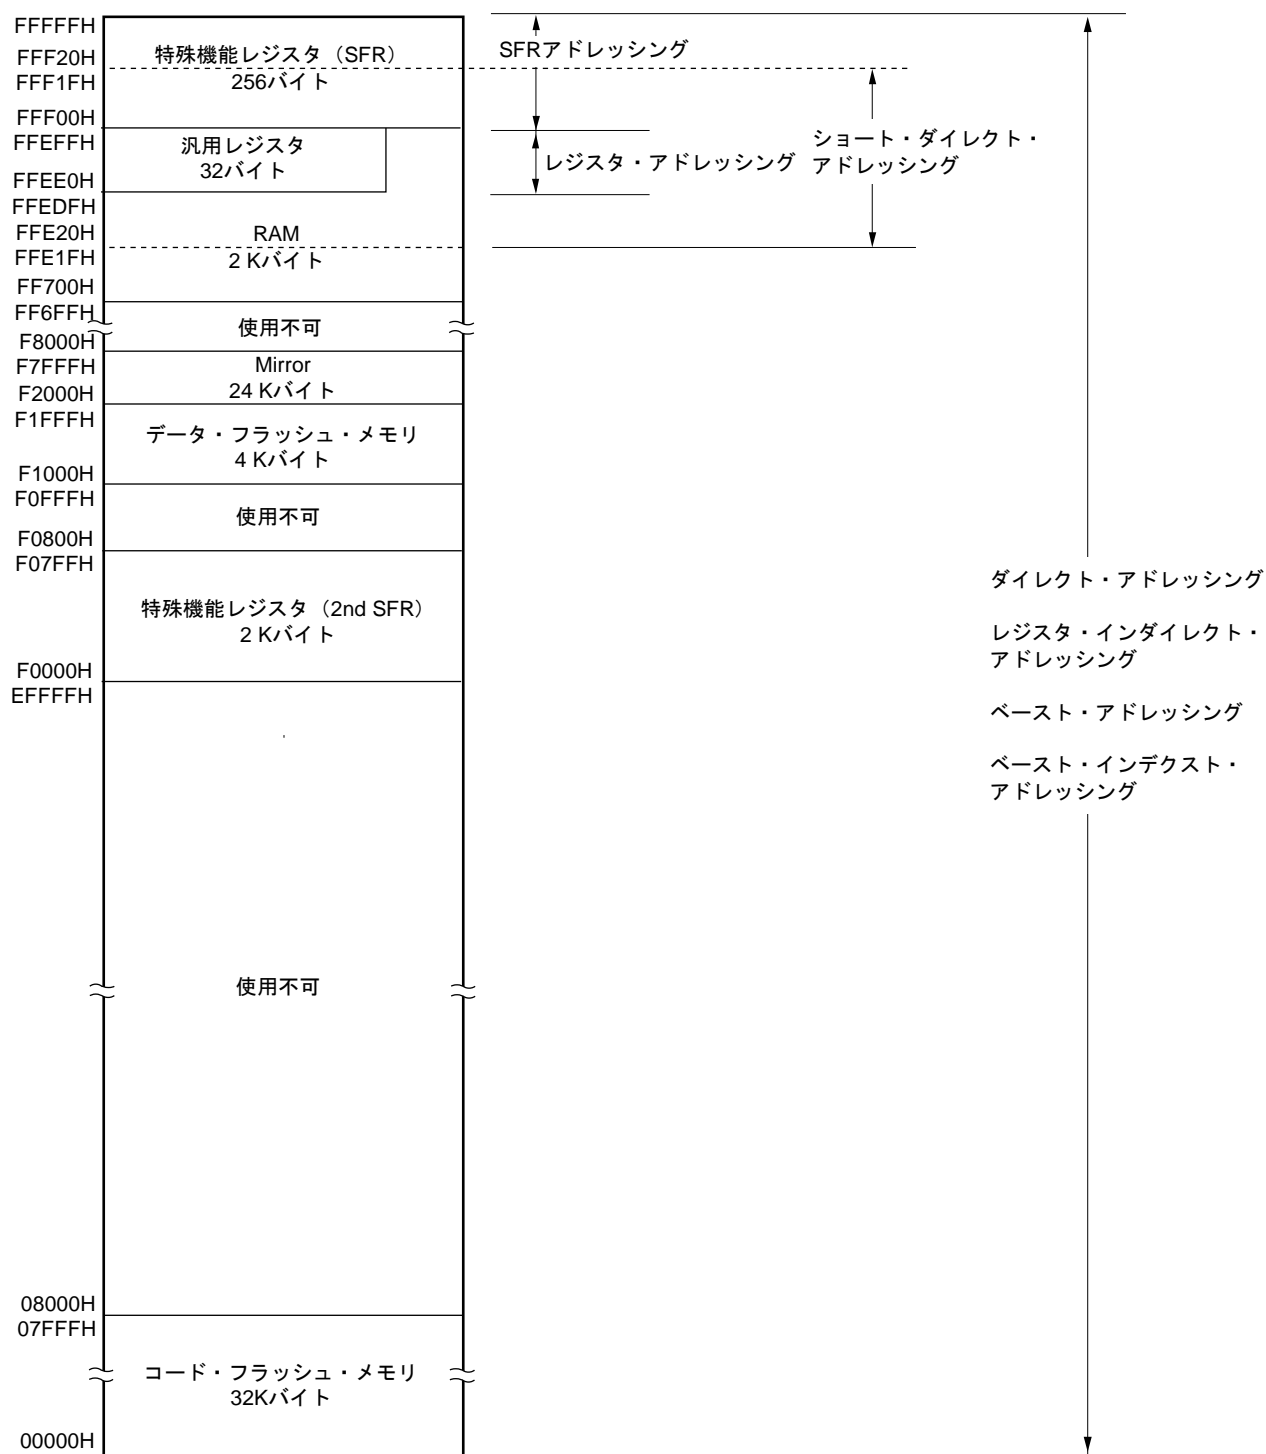 FFFFFH
FFF20H
FFF1FH
FFF00H
FFEFFH
FFEE0H
FFEDFH
FFE20H
FFE1FH
FF700H
FF6FFH
F8000H
F7FFFH
F2000H
F1FFFH
F1000H
F0FFFH
F0800H
F07FFH
F0000H
EFFFFH
08000H
07FFFH
00000H
特殊機能レジスタ（SFR）
256バイト
汎用レジスタ
32バイト
RAM
2 Kバイト
使用不可
Mirror
24 Kバイト
データ・フラッシュ・メモリ
4 Kバイト
使用不可
特殊機能レジスタ（2nd SFR）
2 Kバイト
使用不可
コード・フラッシュ・メモリ
32Kバイト
SFRアドレッシング
レジスタ・アドレッシング
ショート・ダイレクト・
アドレッシング
ダイレクト・アドレッシング
レジスタ・インダイレクト・
アドレッシング
ベースト・アドレッシング
ベースト・インデクスト・
アドレッシング